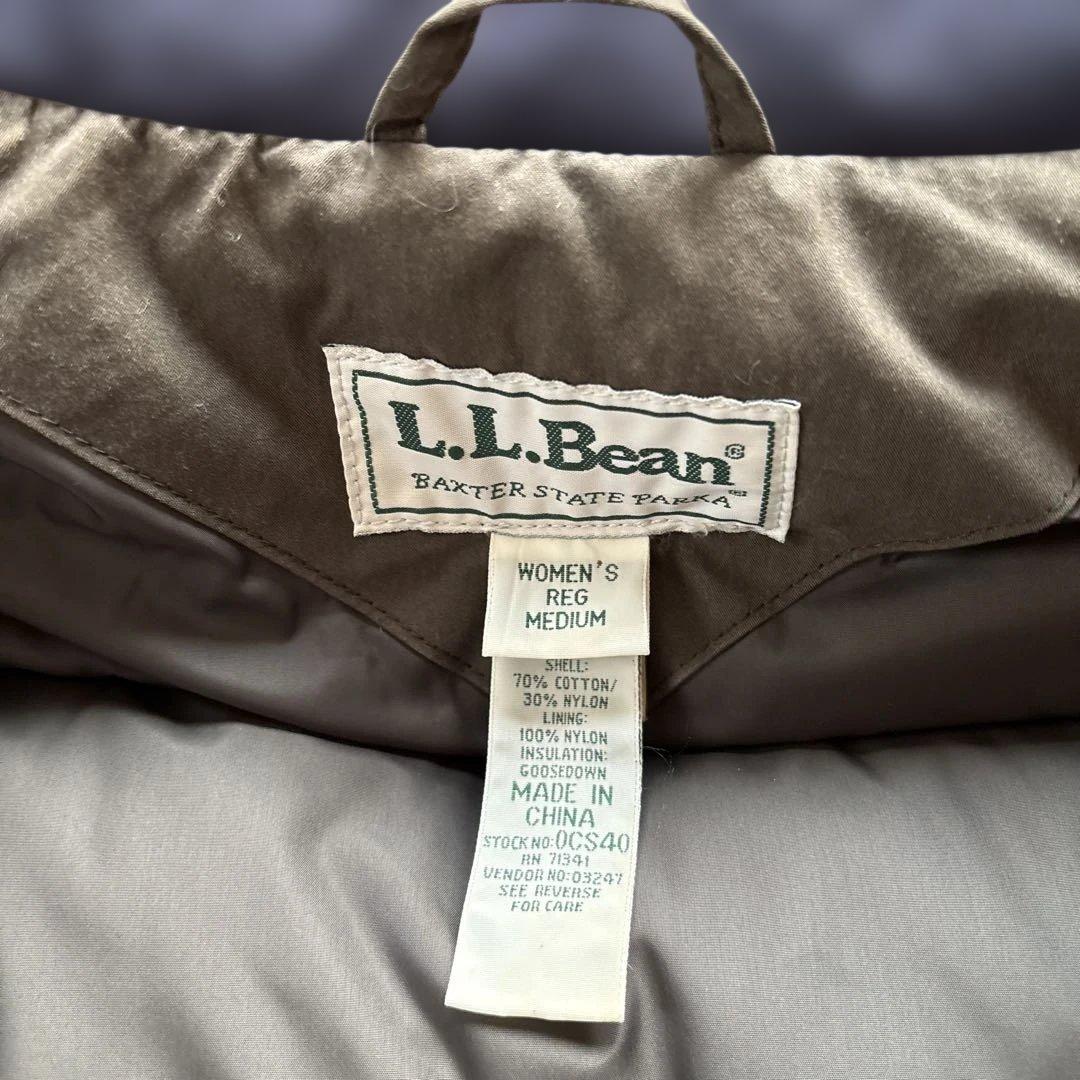 L.L.Bean®
BAXTER STATE PARKA™
WOMEN'S
REG
MEDIUM
SHELL:
70% COTTON/
30% NYLON
LINING:
100% NYLON
INSULATION:
GOOSEDOWN
MADE IN
CHINA
STOCK NO:0CS40
RN 71341
VENDOR NO:03247
SEE REVERSE
FOR CARE